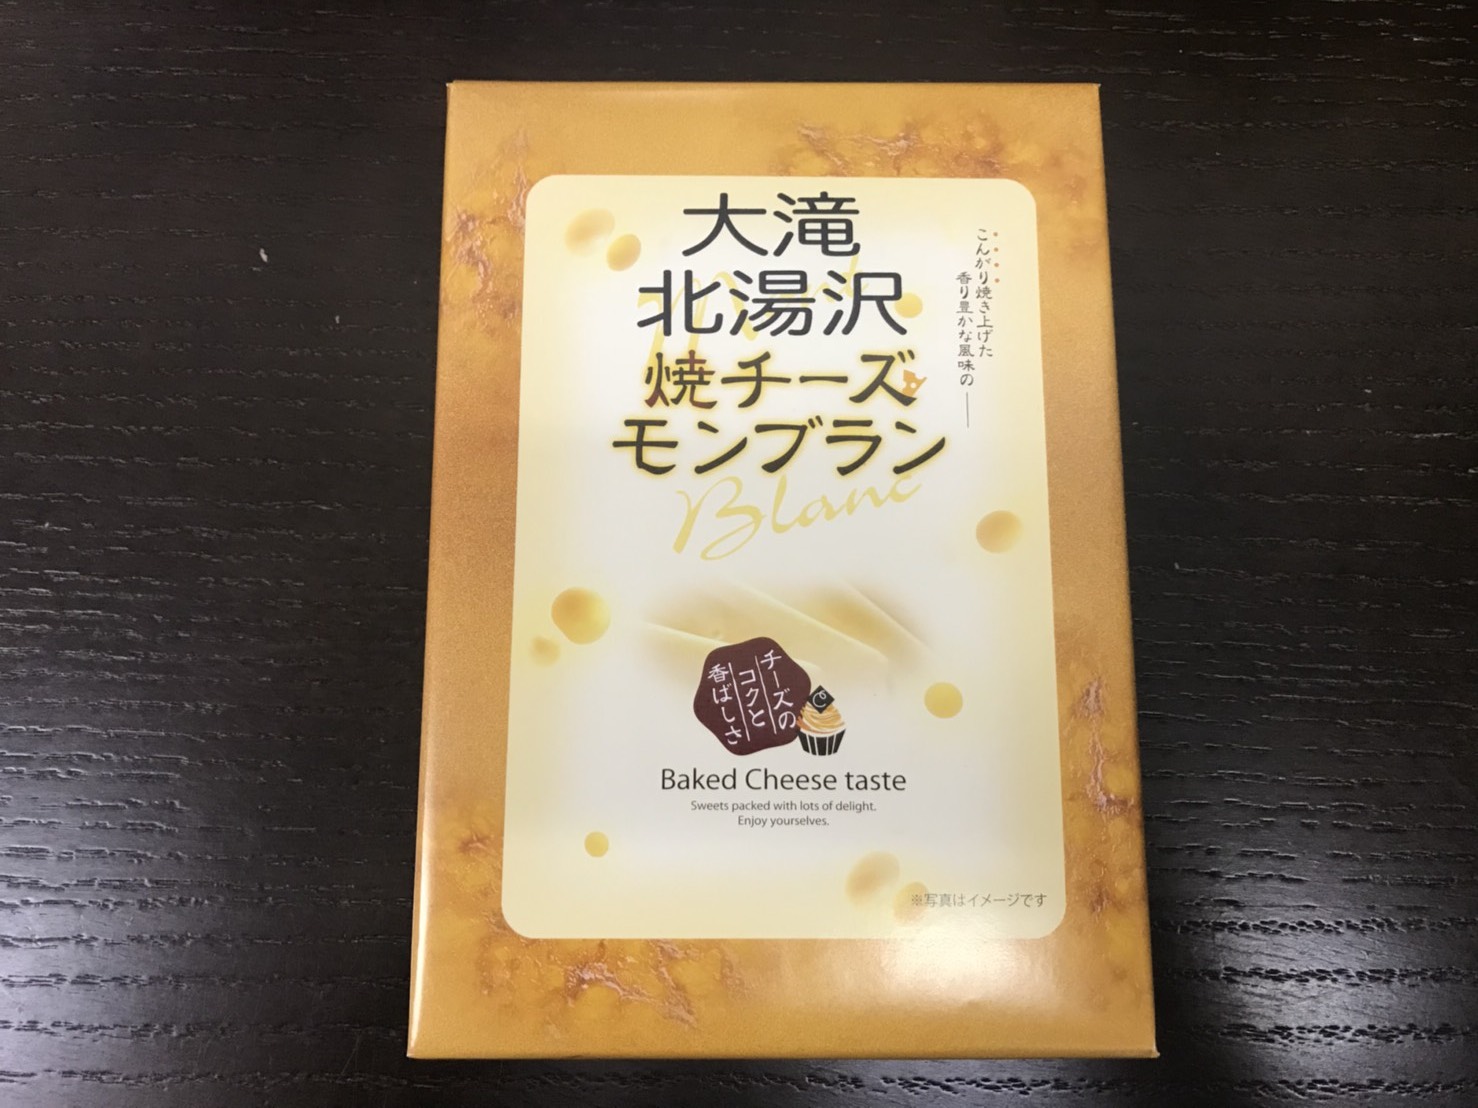 大滝
北湯沢
焼チーズ
モンブラン
Mont
Blanc
こんがり焼き上げた
香り豊かな風味の
チーズの
コクと
香ばしさ
Baked Cheese taste
Sweets packed with lots of delight.
Enjoy yourselves.
※写真はイメージです